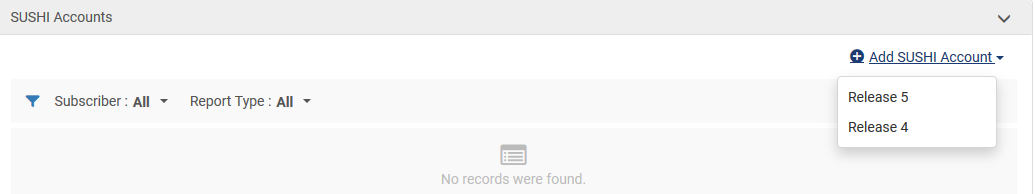 SUSHI Accounts
Add SUSHI Account
Subscriber : All Report Type : All
Release 5
Release 4
No records were found.